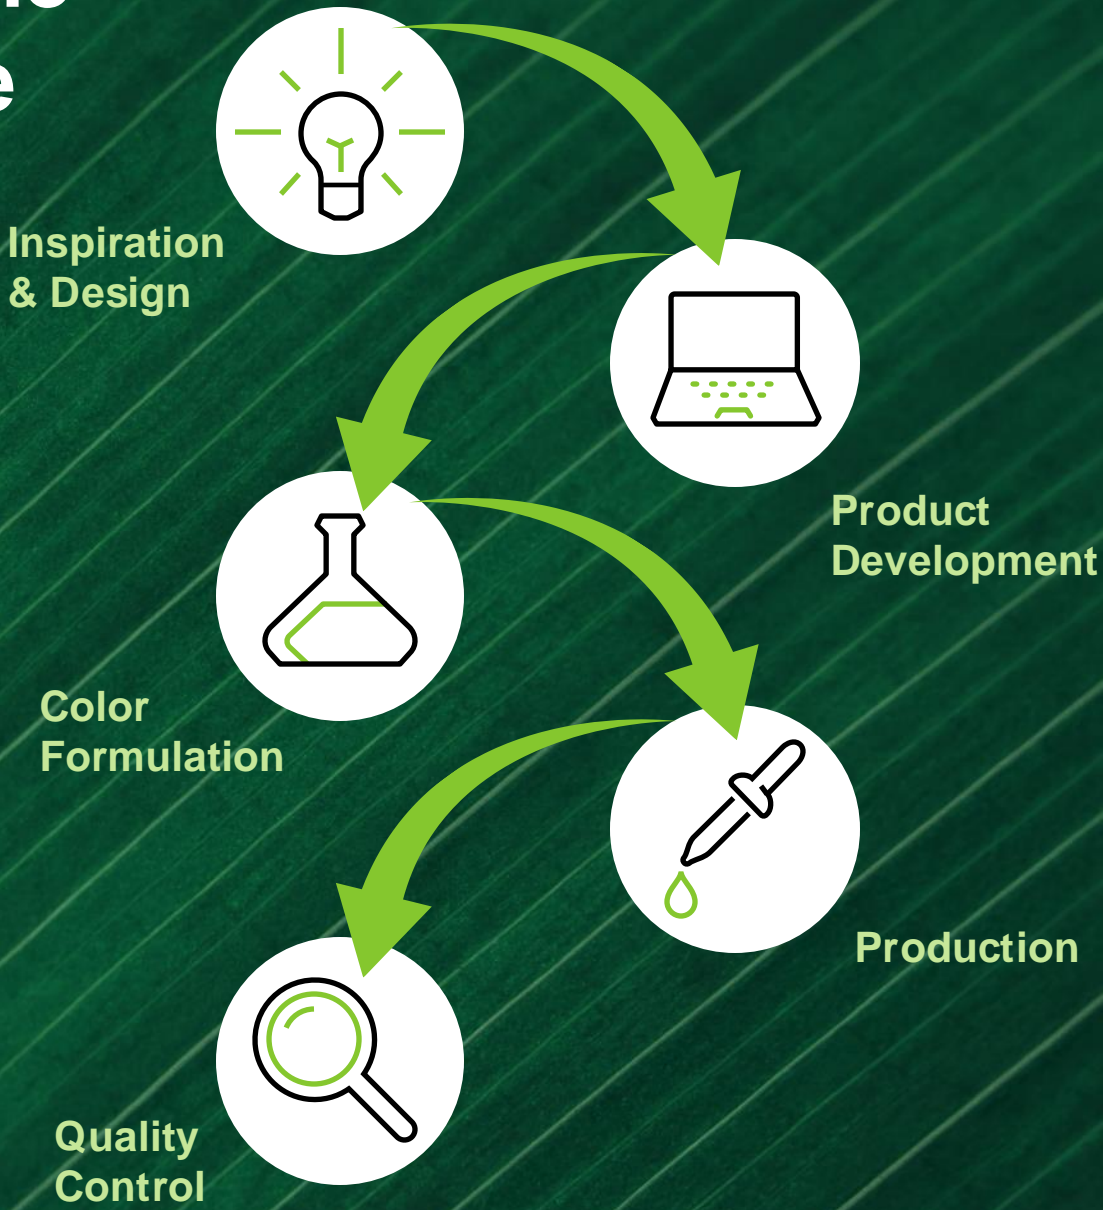 Inspiration
& Design
Product
Development
Color
Formulation
Production
Quality
Control